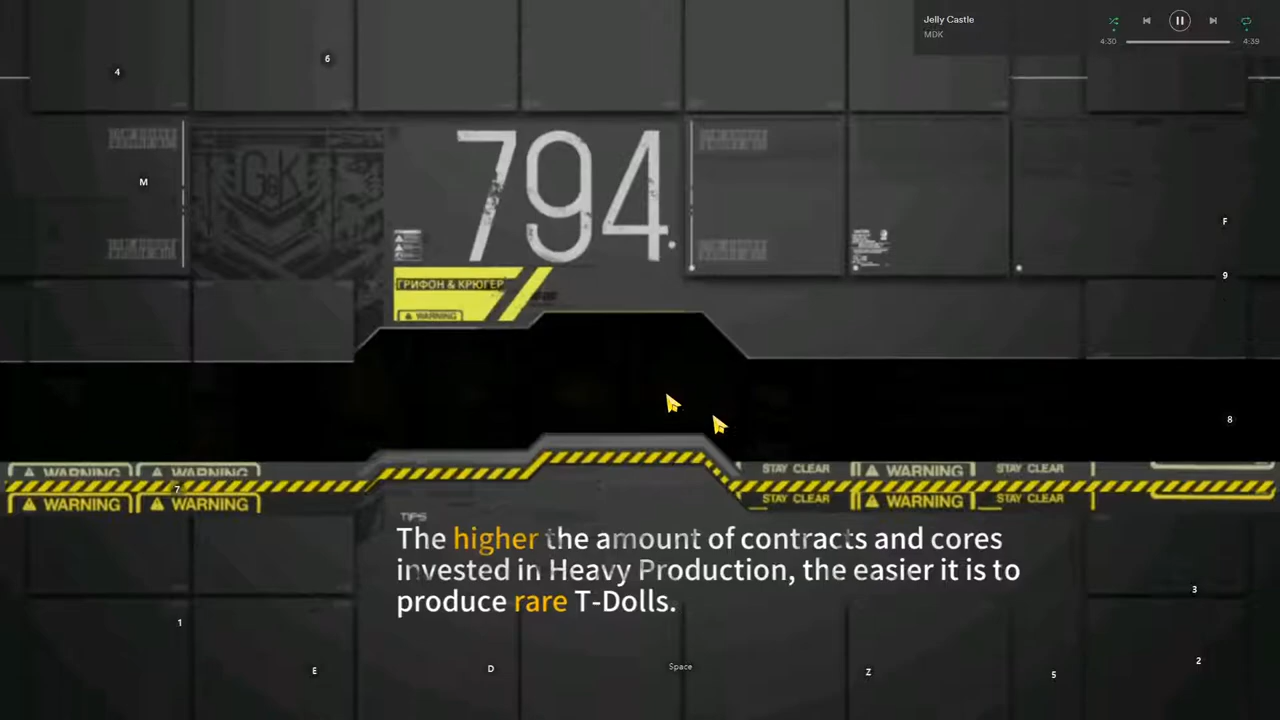 Jelly Castle
MDK
4:30
4:39
4
6
M
G&K
794.
F
ГРИФОН & КРЮГЕР
WARNING
9
8
WARNING WARNING STAY CLEAR WARNING STAY CLEAR
7
WARNING WARNING STAY CLEAR WARNING STAY CLEAR
TIPS
The higher the amount of contracts and cores
invested in Heavy Production, the easier it is to
produce rare T-Dolls.
3
1
E
D
Space
Z
5
2